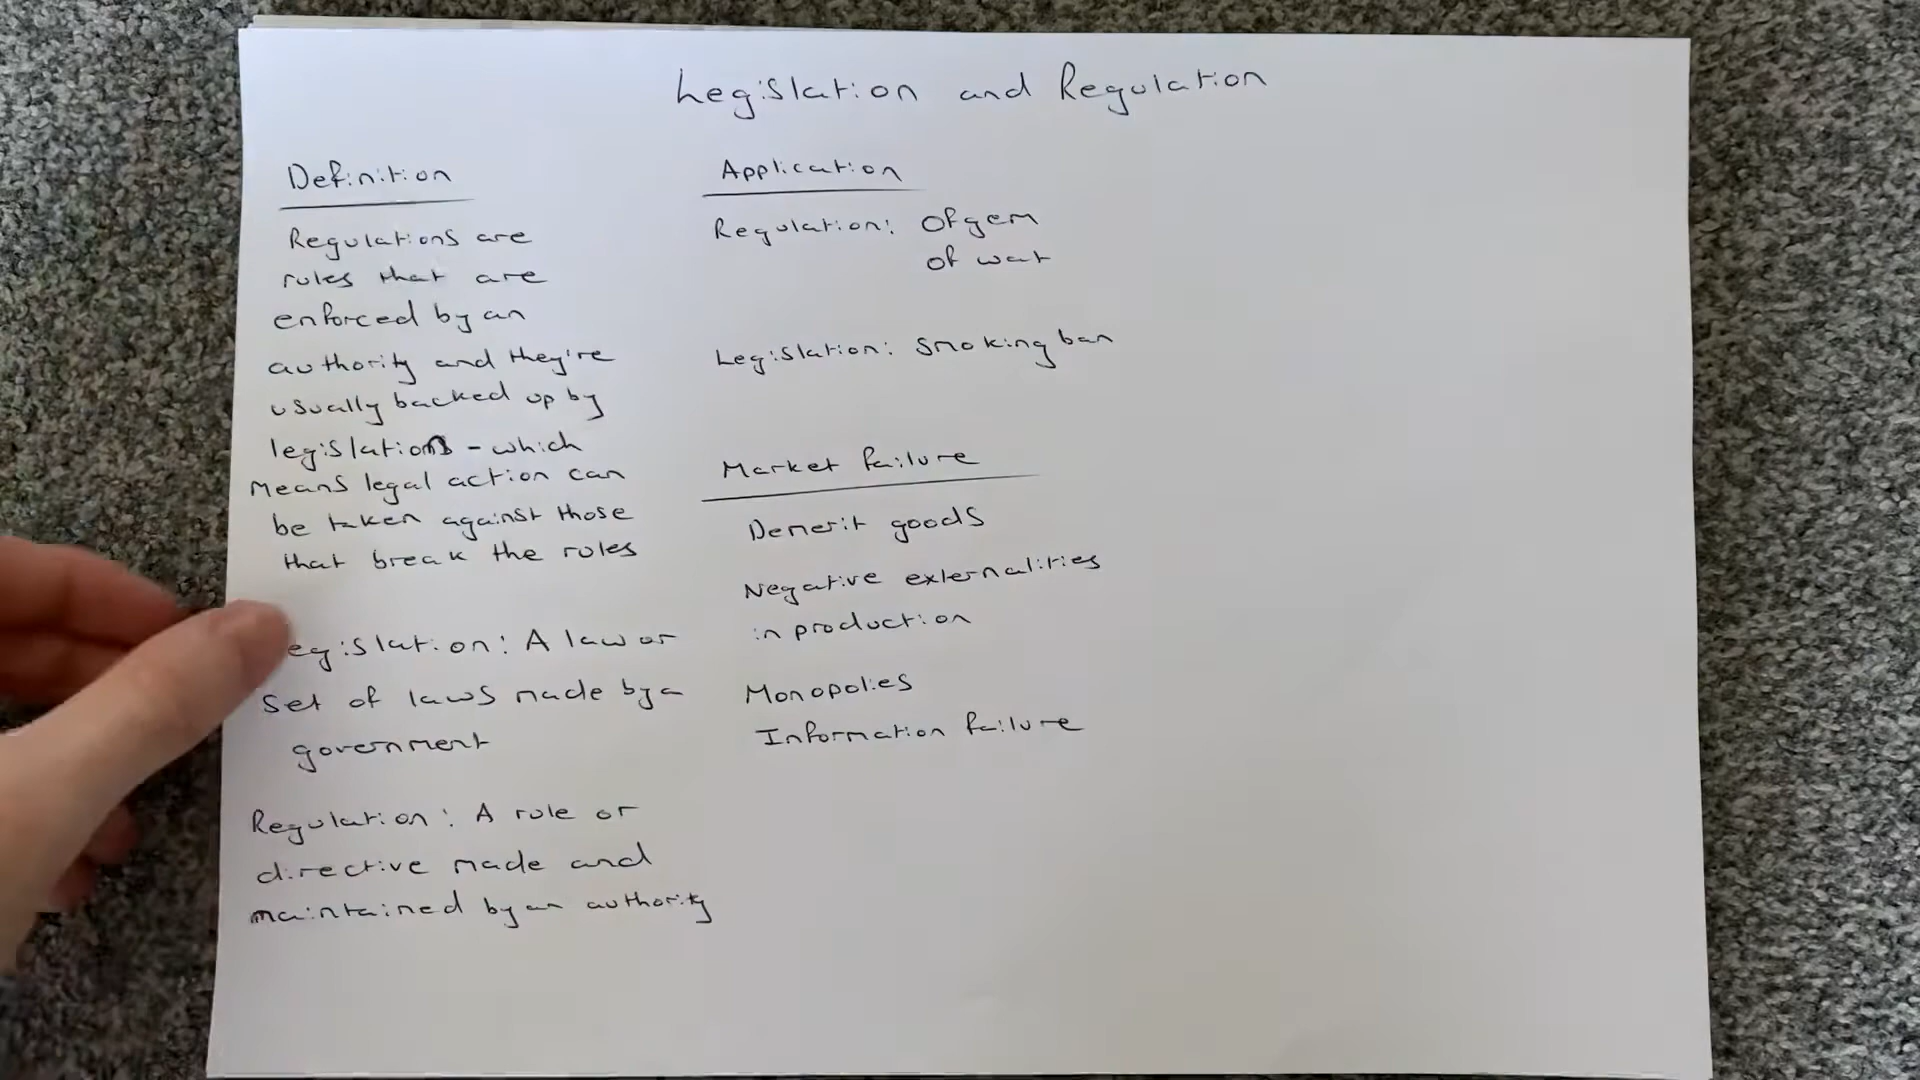 Legislation and Regulation
Definition
Regulations are
rules that are
enforced by an
authority and they're
usually backed up by
legislations - which
Means legal action can
be taken against those
that break the rules
egislation: A law or
Set of laws made by a
government
Regulation: A rule or
directive made and
maintained by an authority
Application
Regulation: Ofgem
of wat
Legislation: Smoking ban
Market failure
Demerit goods
Negative externalities
in production
Monopolies
Information failure